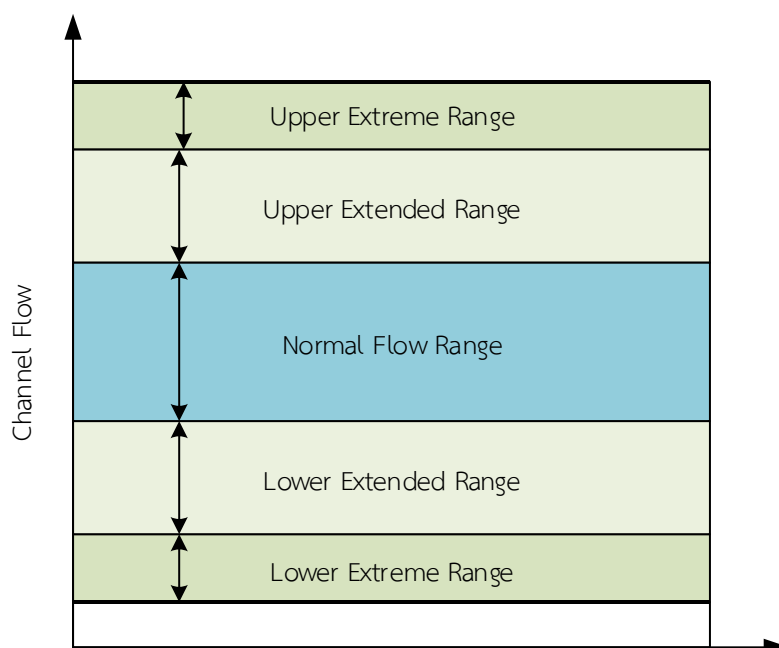 Upper Extreme Range
Upper Extended Range
Normal Flow Range
Channel Flow
Lower Extended Range
Lower Extreme Range